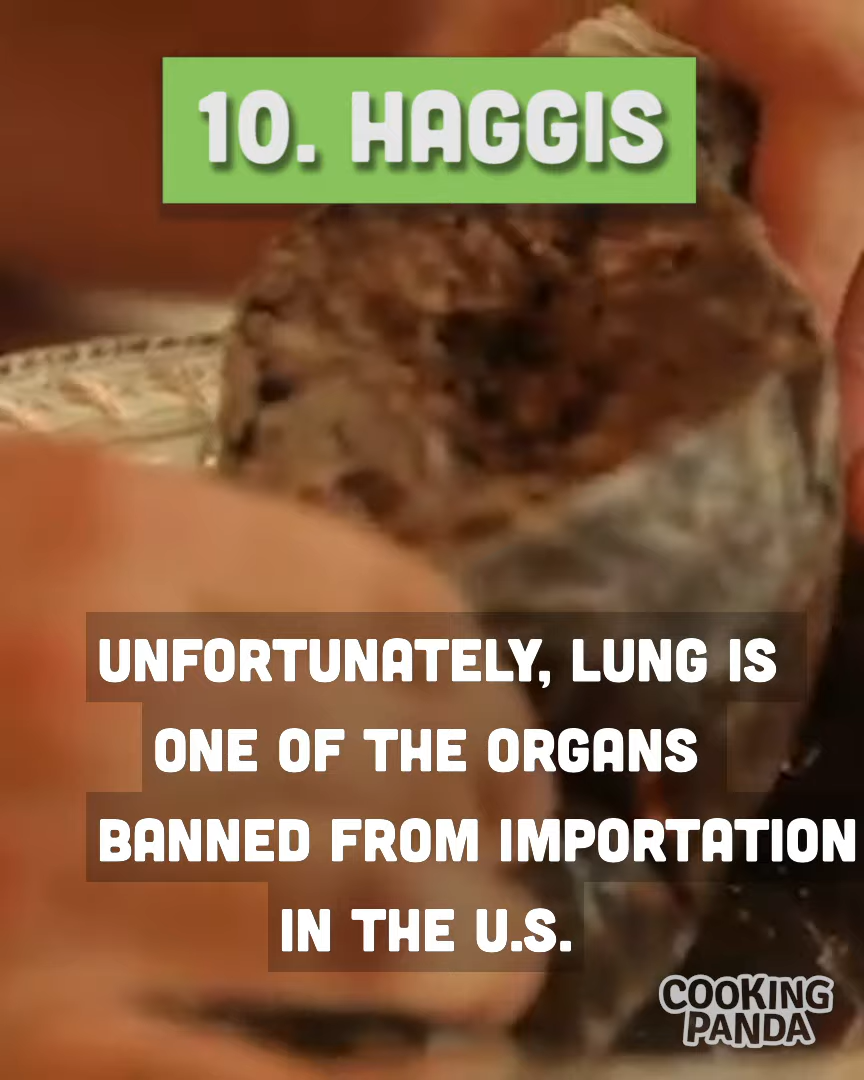 10. HAGGIS
UNFORTUNATELY, LUNG IS
ONE OF THE ORGANS
BANNED FROM IMPORTATION
IN THE U.S.
COOKING
PANDA